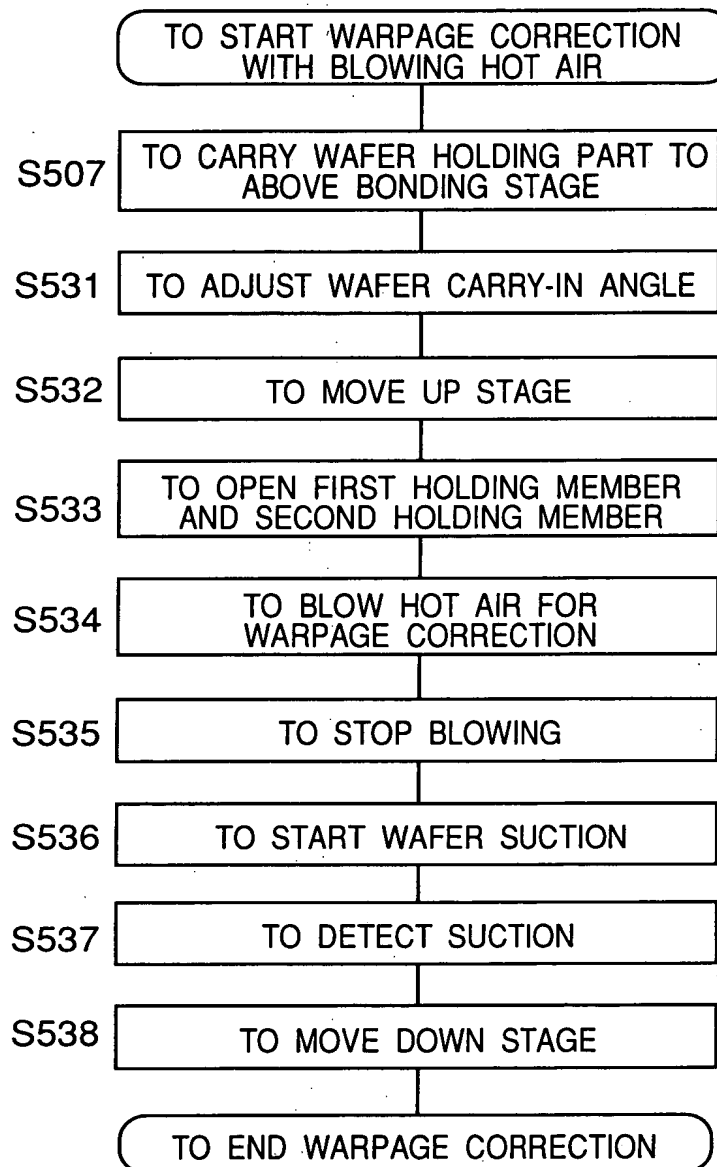 TO START WARPAGE CORRECTION
WITH BLOWING HOT AIR
S507
TO CARRY WAFER HOLDING PART TO
ABOVE BONDING STAGE
S531
TO ADJUST WAFER CARRY-IN ANGLE
S532
TO MOVE UP STAGE
S533
TO OPEN FIRST HOLDING MEMBER
AND SECOND HOLDING MEMBER
S534
TO BLOW HOT AIR FOR
WARPAGE CORRECTION
S535
TO STOP BLOWING
S536
TO START WAFER SUCTION
S537
TO DETECT SUCTION
S538
TO MOVE DOWN STAGE
TO END WARPAGE CORRECTION